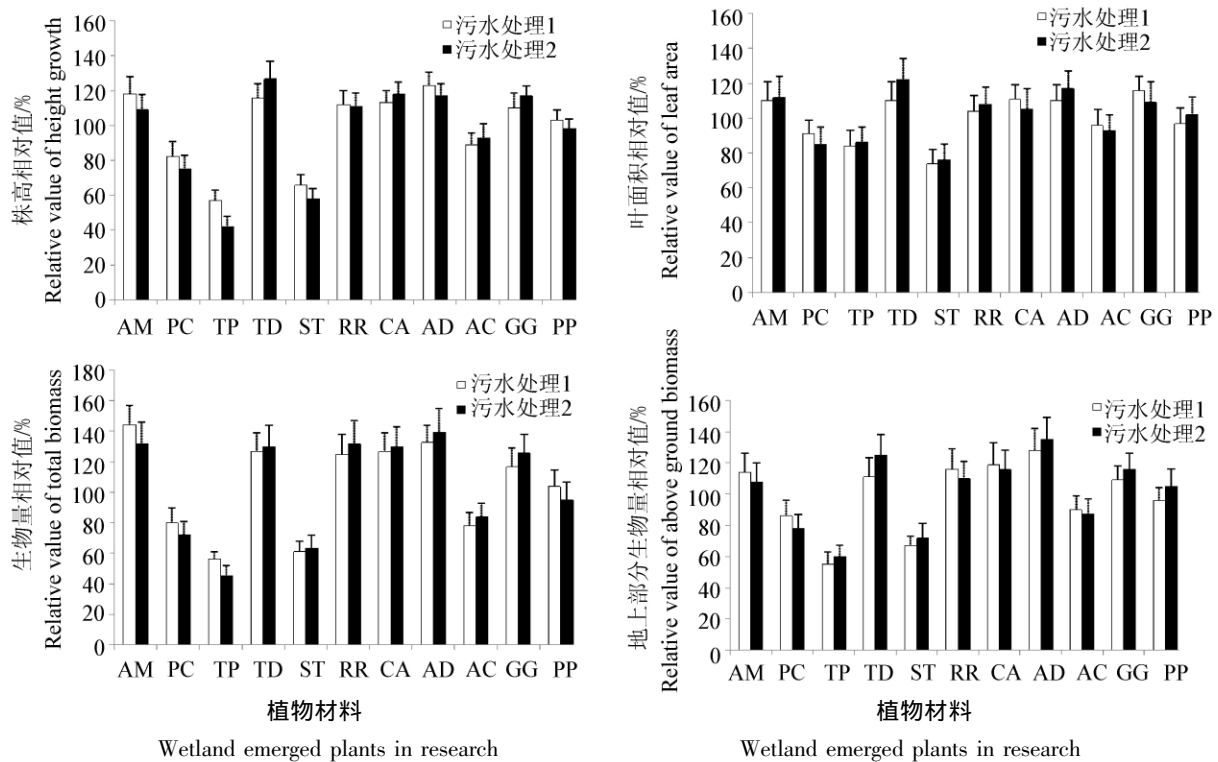 株高相对值/%
Relative value of height growth
160
140
120
100
80
60
40
20
0
污水处理1
污水处理2
AM PC TP TD ST RR CA AD AC GG PP
叶面积相对值/%
Relative value of leaf area
160
140
120
100
80
60
40
20
0
污水处理1
污水处理2
AM PC TP TD ST RR CA AD AC GG PP
生物量相对值/%
Relative value of total biomass
180
160
140
120
100
80
60
40
20
0
污水处理1
污水处理2
AM PC TP TD ST RR CA AD AC GG PP
植物材料
Wetland emerged plants in research
地上部分生物量相对值/%
Relative value of above ground biomass
160
140
120
100
80
60
40
20
0
污水处理1
污水处理2
AM PC TP TD ST RR CA AD AC GG PP
植物材料
Wetland emerged plants in research